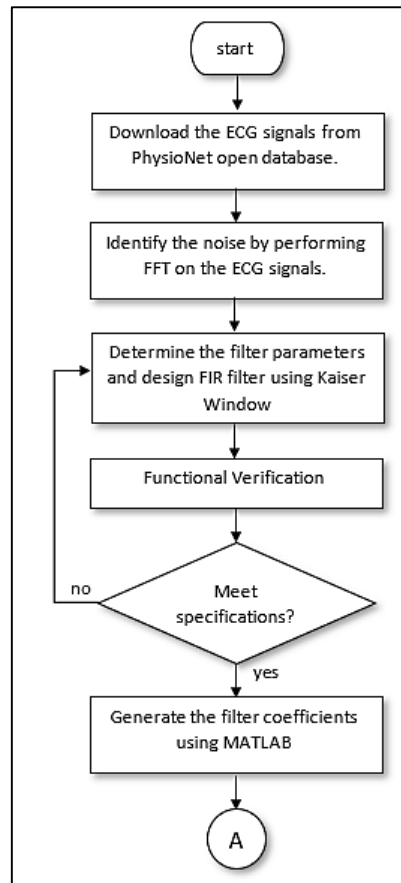 start
Download the ECG signals from
PhysioNet open database.
Identify the noise by performing
FFT on the ECG signals.
Determine the filter parameters
and design FIR filter using Kaiser
Window
Functional Verification
no
Meet
specifications?
yes
Generate the filter coefficients
using MATLAB
A